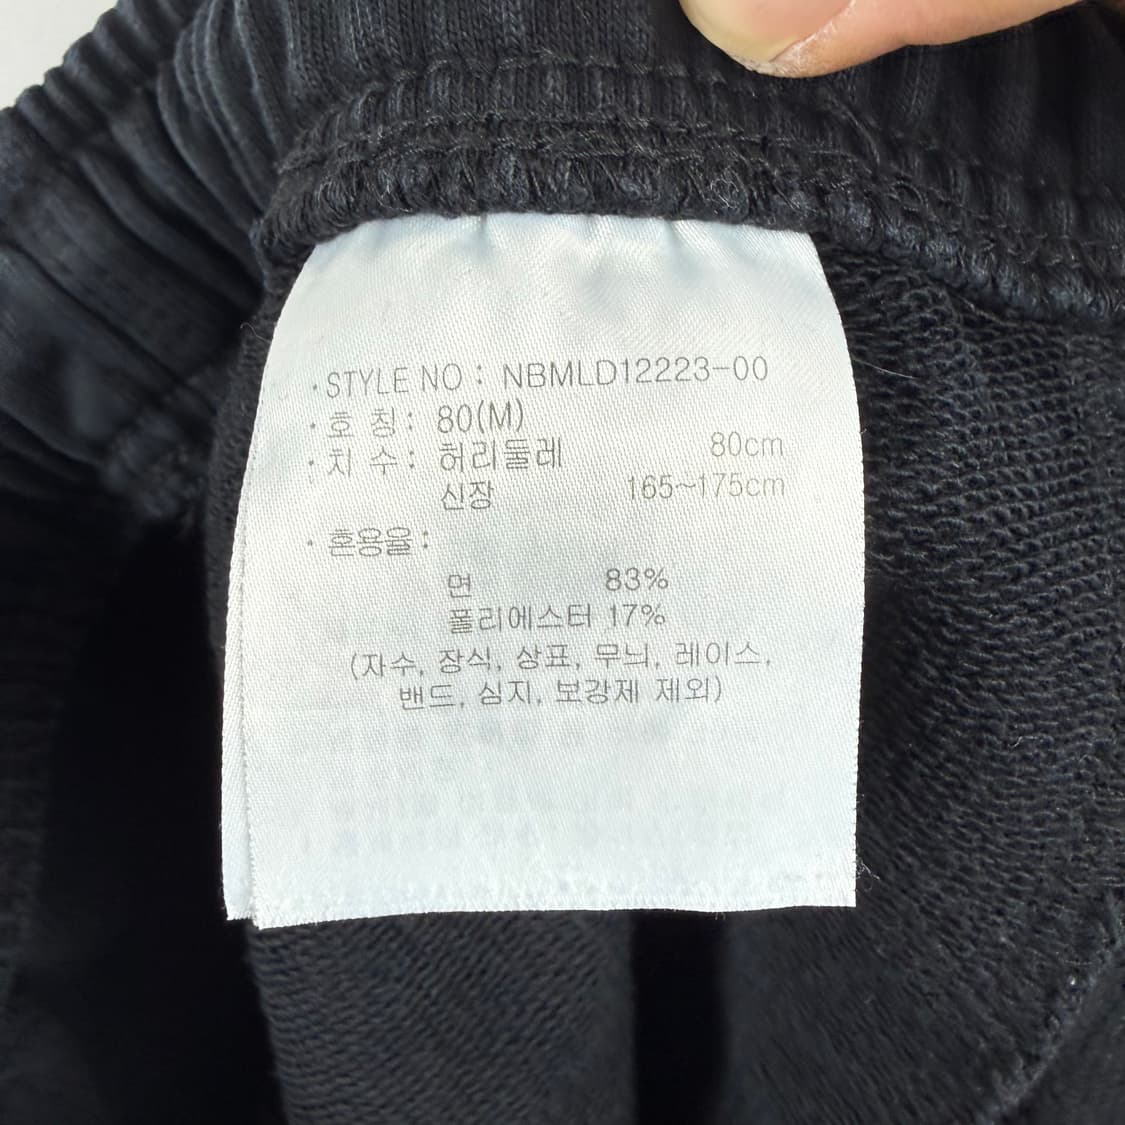 · STYLE NO : NBMLD12223-00
· 호 칭 : 80(M)
· 치 수 : 허리둘레 80cm
신장 165~175cm
· 혼용율 :
면 83%
폴리에스터 17%
(자수, 장식, 상표, 무늬, 레이스,
밴드, 심지, 보강제 제외)